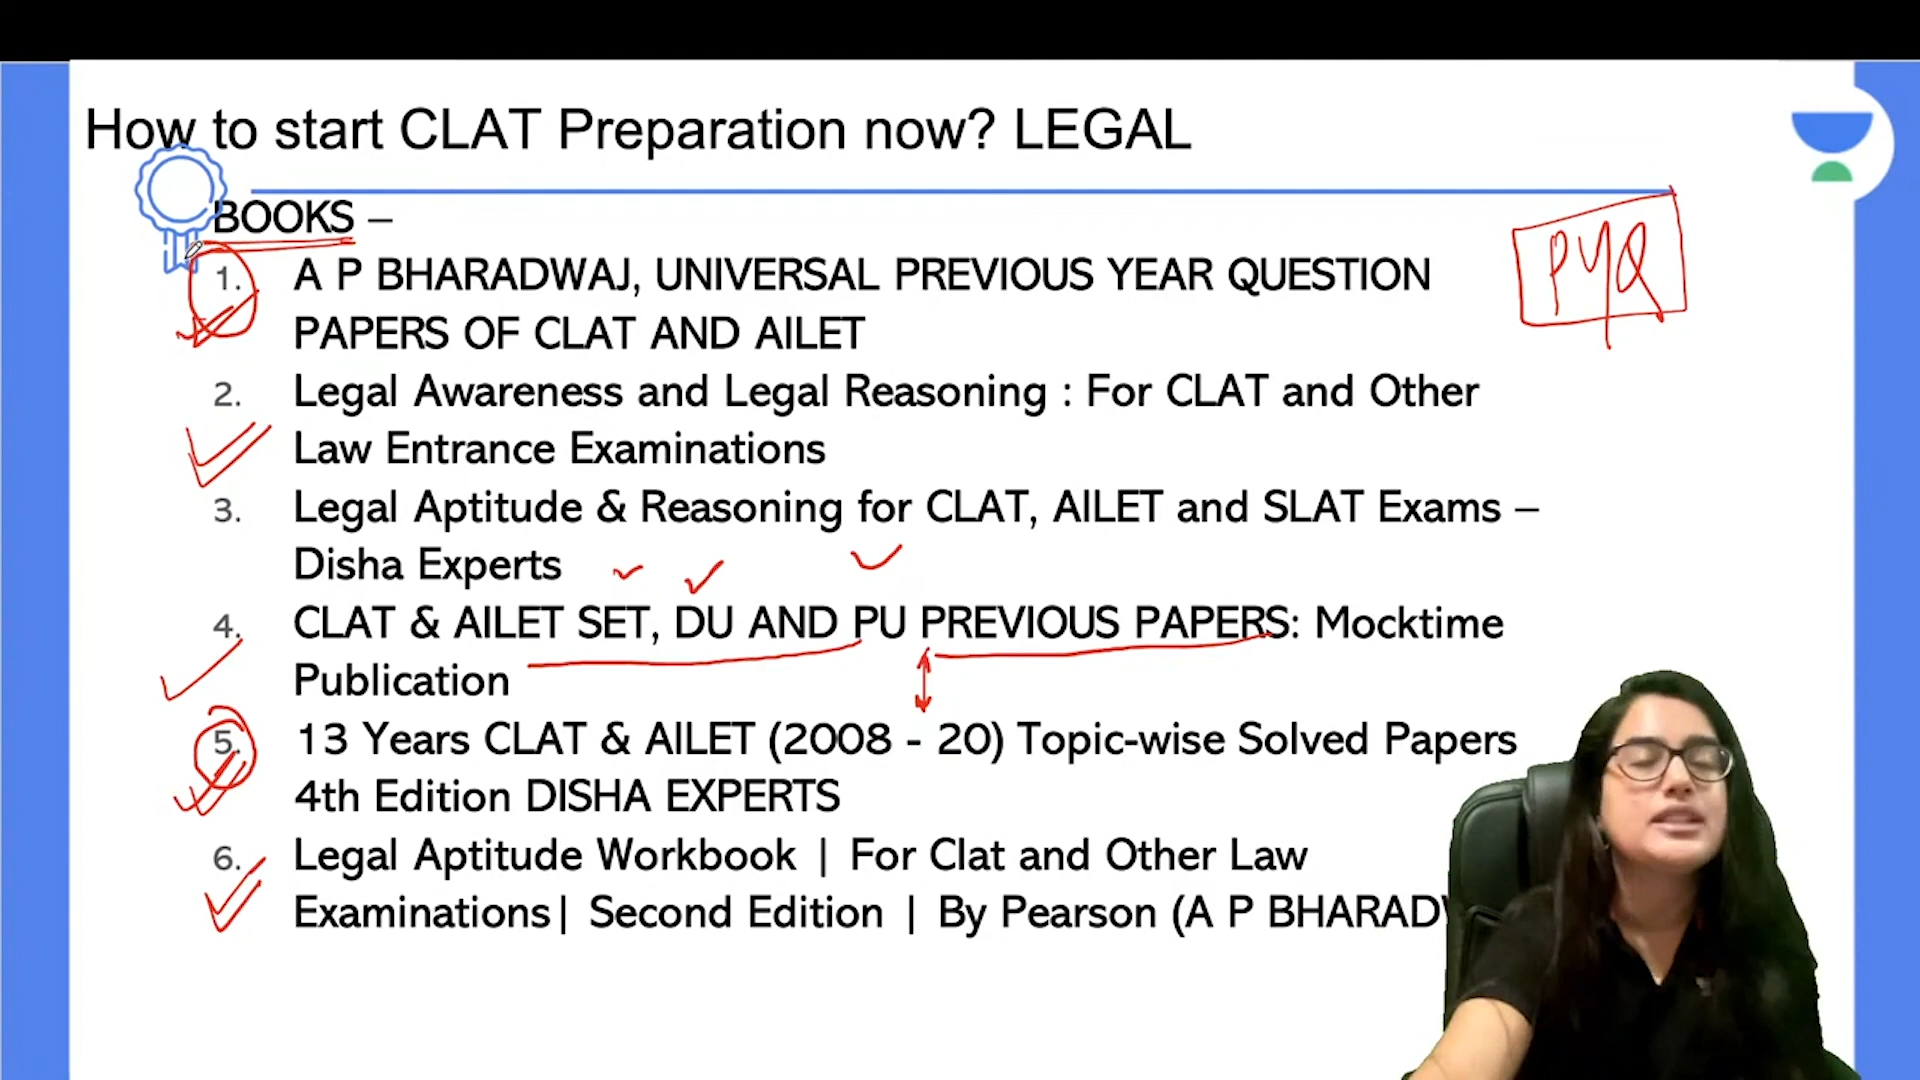 How to start CLAT Preparation now? LEGAL
BOOKS –
1. A P BHARADWAJ, UNIVERSAL PREVIOUS YEAR QUESTION
PAPERS OF CLAT AND AILET
PYQ
2. Legal Awareness and Legal Reasoning : For CLAT and Other
Law Entrance Examinations
3. Legal Aptitude & Reasoning for CLAT, AILET and SLAT Exams –
Disha Experts
4. CLAT & AILET SET, DU AND PU PREVIOUS PAPERS: Mocktime
Publication
5. 13 Years CLAT & AILET (2008 - 20) Topic-wise Solved Papers
4th Edition DISHA EXPERTS
6. Legal Aptitude Workbook | For Clat and Other Law
Examinations| Second Edition | By Pearson (A P BHARAD